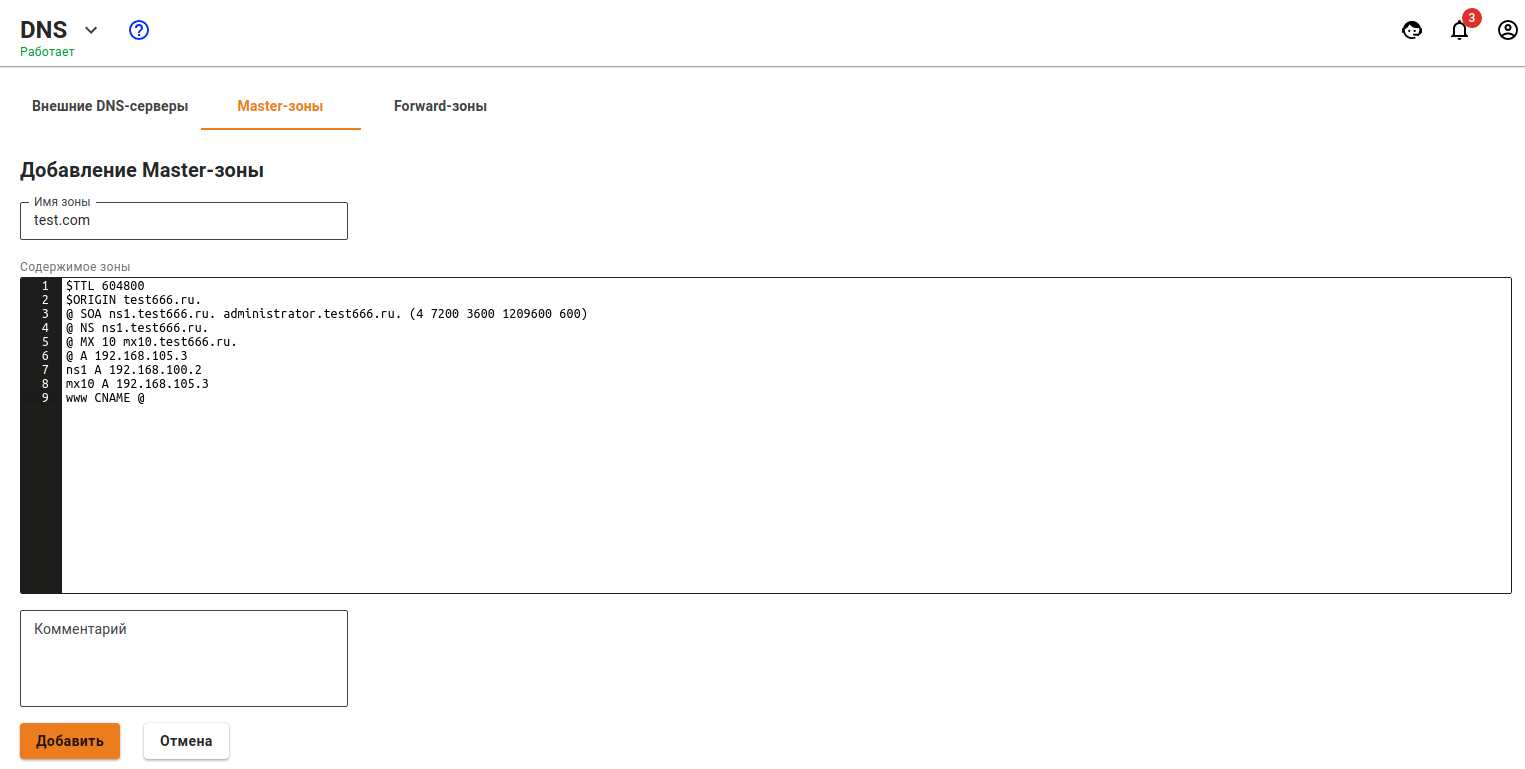 DNS
Работает
3
Внешние DNS-серверы
Master-зоны
Forward-зоны
Добавление Master-зоны
Имя зоны
test.com
Содержимое зоны
1 $TTL 604800
2 $ORIGIN test666.ru.
3 @ SOA ns1.test666.ru. administrator.test666.ru. (4 7200 3600 1209600 600)
4 @ NS ns1.test666.ru.
5 @ MX 10 mx10.test666.ru.
6 @ A 192.168.105.3
7 ns1 A 192.168.100.2
8 mx10 A 192.168.105.3
9 www CNAME @
Комментарий
Добавить
Отмена